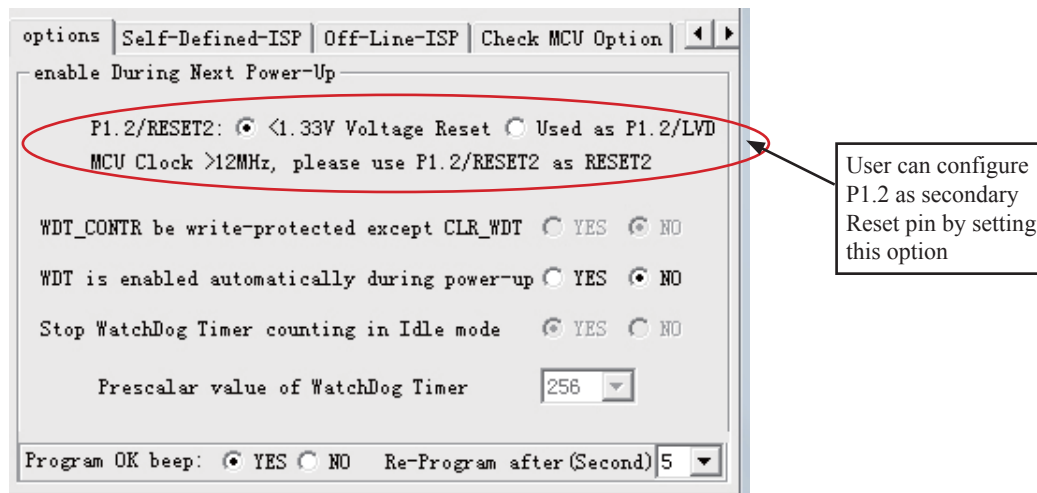 options Self-Defined-ISP Off-Line-ISP Check MCU Option
enable During Next Power-Up
P1.2/RESET2: <1.33V Voltage Reset Used as P1.2/LVD
MCU Clock >12MHz, please use P1.2/RESET2 as RESET2
WDT_CONTR be write-protected except CLR_WDT YES NO
WDT is enabled automatically during power-up YES NO
Stop WatchDog Timer counting in Idle mode YES NO
Prescalar value of WatchDog Timer 256
Program OK beep: YES NO Re-Program after(Second) 5
User can configure
P1.2 as secondary
Reset pin by setting
this option